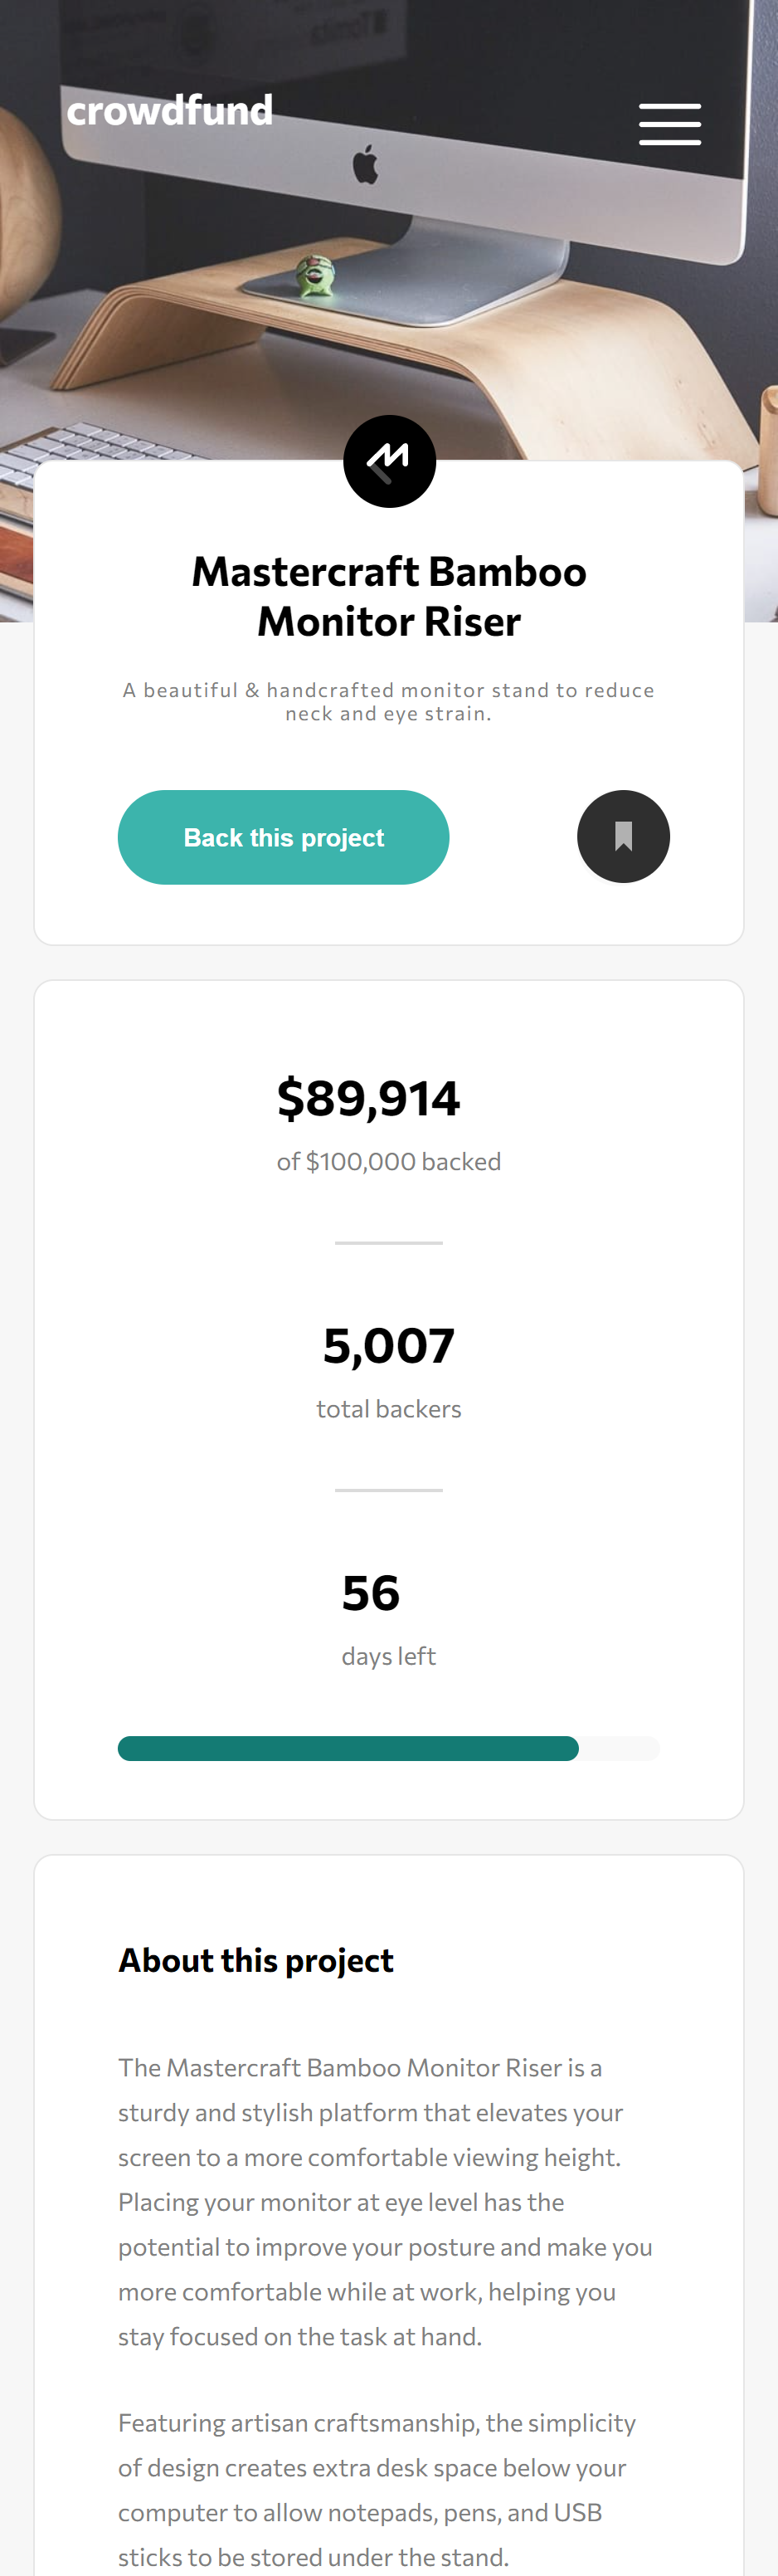 crowdfund
Mastercraft Bamboo
Monitor Riser
A beautiful & handcrafted monitor stand to reduce
neck and eye strain.
Back this project
$89,914
of $100,000 backed
5,007
total backers
56
days left
About this project
The Mastercraft Bamboo Monitor Riser is a
sturdy and stylish platform that elevates your
screen to a more comfortable viewing height.
Placing your monitor at eye level has the
potential to improve your posture and make you
more comfortable while at work, helping you
stay focused on the task at hand.
Featuring artisan craftsmanship, the simplicity
of design creates extra desk space below your
computer to allow notepads, pens, and USB
sticks to be stored under the stand.